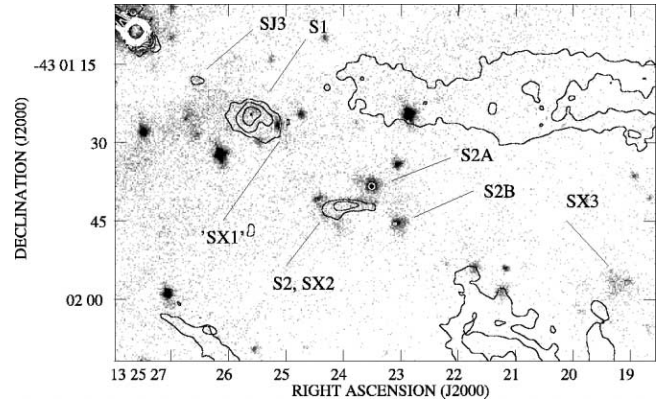 SJ3
S1
-43 01 15
30
S2A
45
S2B
SX3
'SX1'
S2, SX2
02 00
DECLINATION (J2000)
13 25 27
26
25
24
23
22
21
20
19
RIGHT ASCENSION (J2000)